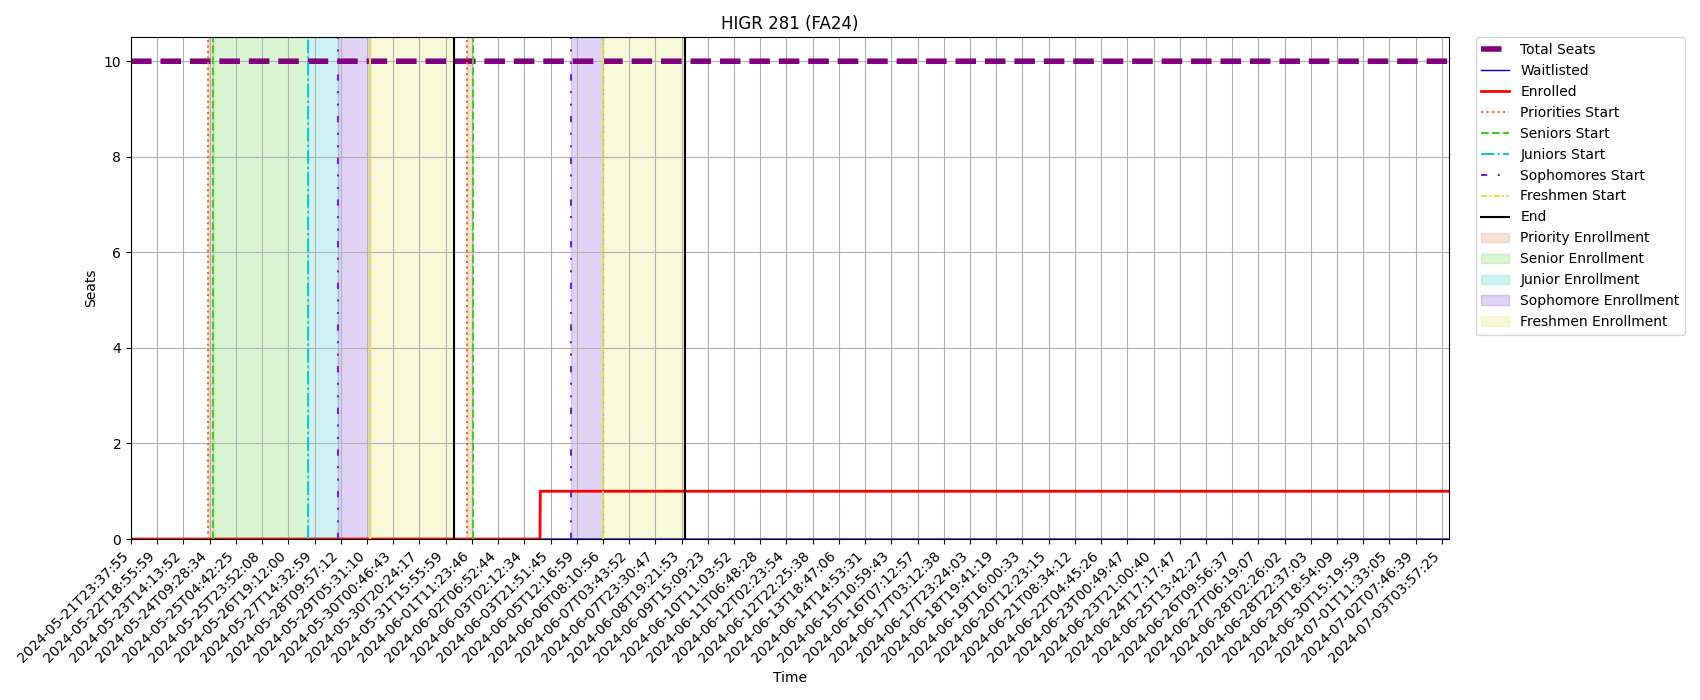 HIGR 281 (FA24)
10
8
6
4
2
0
Seats
2024-05-21T23:37:55
2024-05-22T18:55:59
2024-05-23T14:13:52
2024-05-24T09:28:34
2024-05-25T04:42:25
2024-05-25T23:52:08
2024-05-26T19:12:00
2024-05-27T14:32:59
2024-05-28T09:57:12
2024-05-29T05:31:10
2024-05-30T00:46:43
2024-05-30T20:24:17
2024-05-31T15:55:59
2024-06-01T11:23:46
2024-06-02T06:52:44
2024-06-03T02:12:34
2024-06-03T21:51:45
2024-06-05T12:16:59
2024-06-06T08:10:56
2024-06-07T03:43:52
2024-06-07T23:30:47
2024-06-08T19:21:53
2024-06-09T15:09:23
2024-06-10T11:03:52
2024-06-11T06:48:28
2024-06-12T02:23:54
2024-06-12T22:25:38
2024-06-13T18:47:06
2024-06-14T14:53:31
2024-06-15T10:59:43
2024-06-16T07:12:57
2024-06-17T03:12:38
2024-06-17T23:24:03
2024-06-18T19:41:19
2024-06-19T16:00:33
2024-06-20T12:23:15
2024-06-21T08:34:12
2024-06-22T04:45:26
2024-06-23T00:49:47
2024-06-23T21:00:40
2024-06-24T17:17:47
2024-06-25T13:42:27
2024-06-26T09:56:37
2024-06-27T06:19:07
2024-06-28T02:26:02
2024-06-28T22:37:03
2024-06-29T18:54:09
2024-06-30T15:19:59
2024-07-01T11:33:05
2024-07-02T07:46:39
2024-07-03T03:57:25
Time
Total Seats
Waitlisted
Enrolled
Priorities Start
Seniors Start
Juniors Start
Sophomores Start
Freshmen Start
End
Priority Enrollment
Senior Enrollment
Junior Enrollment
Sophomore Enrollment
Freshmen Enrollment